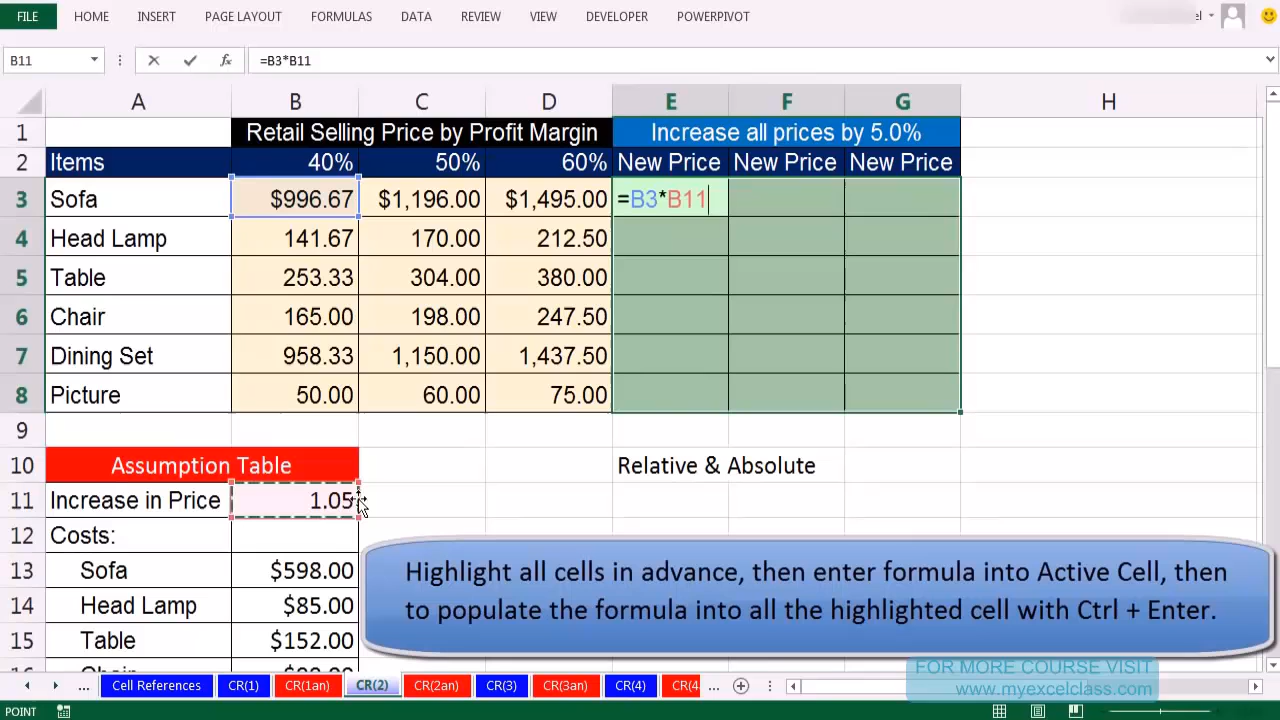 FILE HOME INSERT PAGE LAYOUT FORMULAS DATA REVIEW VIEW DEVELOPER POWERPIVOT
B11 fx =B3*B11
A B C D E F G H
1 Retail Selling Price by Profit Margin Increase all prices by 5.0%
2 Items 40% 50% 60% New Price New Price New Price
3 Sofa $996.67 $1,196.00 $1,495.00 =B3*B11
4 Head Lamp 141.67 170.00 212.50
5 Table 253.33 304.00 380.00
6 Chair 165.00 198.00 247.50
7 Dining Set 958.33 1,150.00 1,437.50
8 Picture 50.00 60.00 75.00
9
10 Assumption Table Relative & Absolute
11 Increase in Price 1.05
12 Costs:
13 Sofa $598.00
14 Head Lamp $85.00
15 Table $152.00
16
Highlight all cells in advance, then enter formula into Active Cell, then
to populate the formula into all the highlighted cell with Ctrl + Enter.
FOR MORE COURSE VISIT
www.myexcelclass.com
... Cell References CR(1) CR(1an) CR(2) CR(2an) CR(3) CR(3an) CR(4) CR(4 ...
POINT